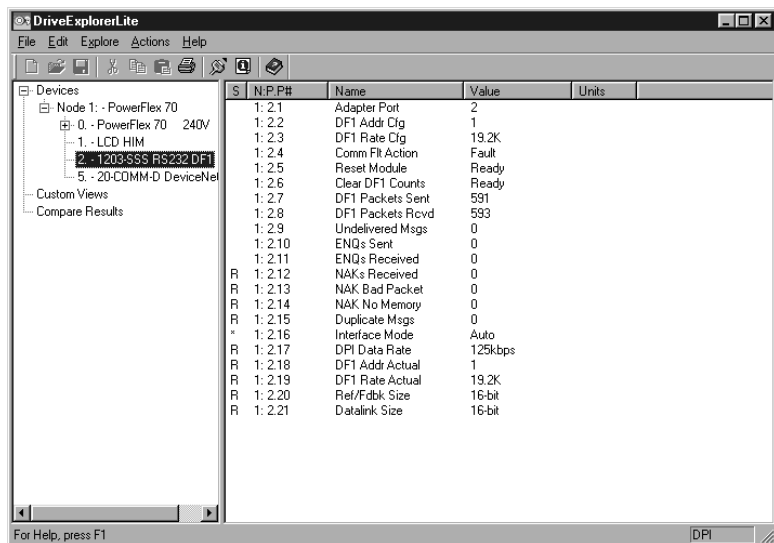 DriveExplorerLite
File Edit Explore Actions Help
Devices
Node 1: - PowerFlex 70
0. - PowerFlex 70 240V
1. - LCD HIM
2. - 1203-SSS RS232 DF1
5. - 20-COMM-D DeviceNet
Custom Views
Compare Results
S N:P.P# Name Value Units
1: 2.1 Adapter Port 2
1: 2.2 DF1 Addr Cfg 1
1: 2.3 DF1 Rate Cfg 19.2K
1: 2.4 Comm Flt Action Fault
1: 2.5 Reset Module Ready
1: 2.6 Clear DF1 Counts Ready
1: 2.7 DF1 Packets Sent 591
1: 2.8 DF1 Packets Rcvd 593
1: 2.9 Undelivered Msgs 0
1: 2.10 ENQs Sent 0
1: 2.11 ENQs Received 0
R 1: 2.12 NAKs Received 0
R 1: 2.13 NAK Bad Packet 0
R 1: 2.14 NAK No Memory 0
R 1: 2.15 Duplicate Msgs 0
* 1: 2.16 Interface Mode Auto
R 1: 2.17 DPI Data Rate 125kbps
R 1: 2.18 DF1 Addr Actual 1
R 1: 2.19 DF1 Rate Actual 19.2K
R 1: 2.20 Ref/Fdbk Size 16-bit
R 1: 2.21 Datalink Size 16-bit
For Help, press F1
DPI